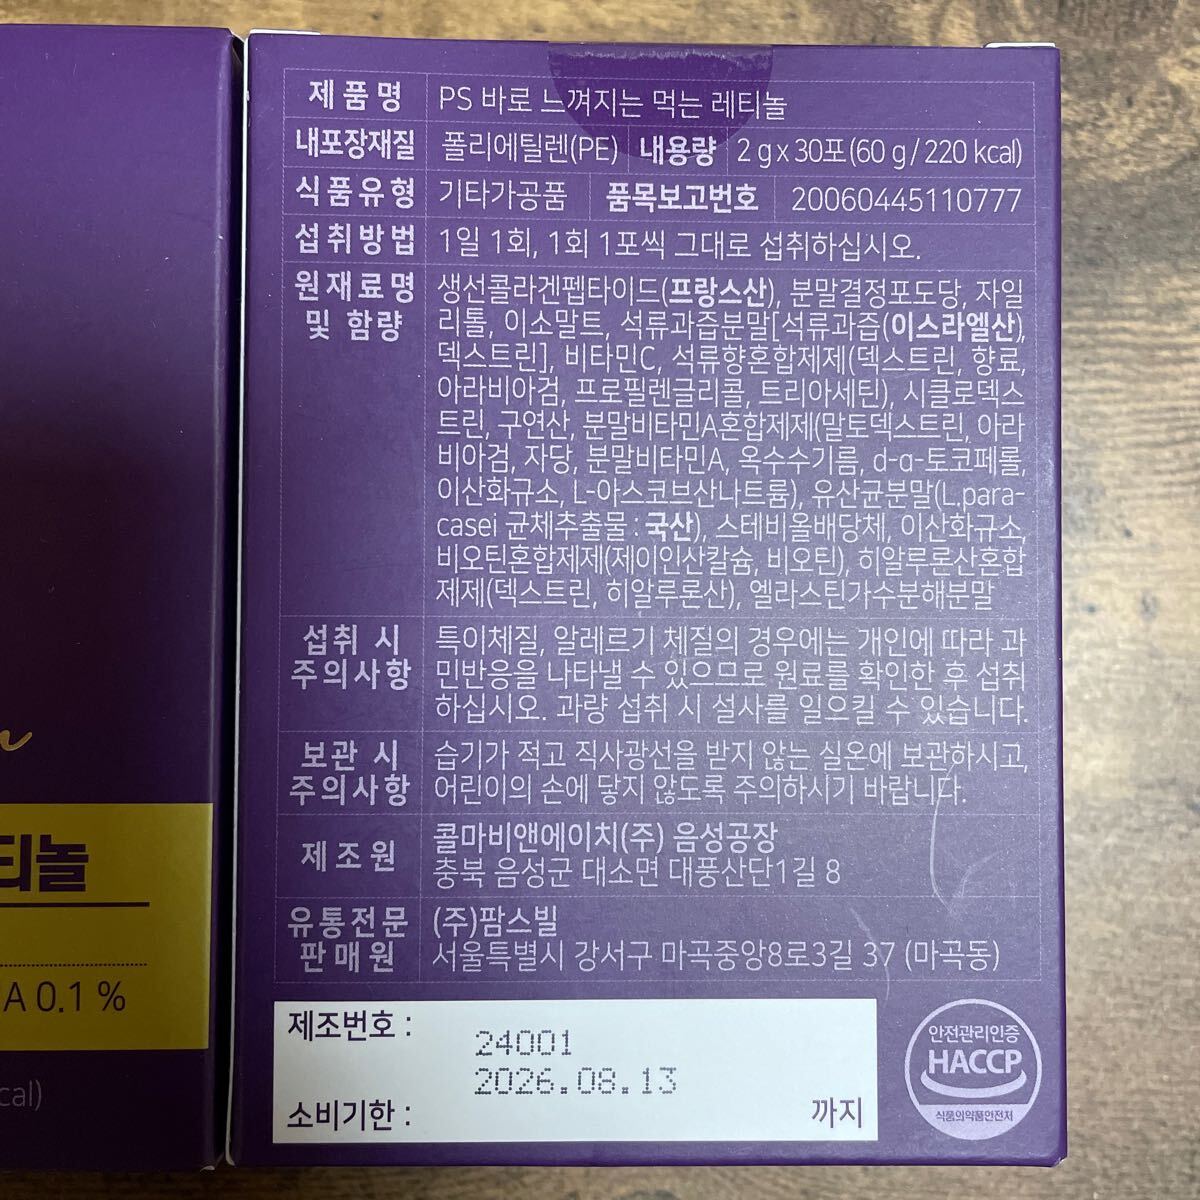 제품명 PS 바로 느껴지는 먹는 레티놀
내포장재질 폴리에틸렌(PE) 내용량 2 g x 30포(60 g / 220 kcal)
식품유형 기타가공품 품목보고번호 20060445110777
섭취방법 1일 1회, 1회 1포씩 그대로 섭취하십시오.
원재료명 및 함량
생선콜라겐펩타이드(프랑스산), 분말결정포도당, 자일
리톨, 이소말트, 석류과즙분말[석류과즙(이스라엘산),
덱스트린], 비타민C, 석류향혼합제제(덱스트린, 향료,
아라비아검, 프로필렌글리콜, 트리아세틴), 시클로덱스
트린, 구연산, 분말비타민A혼합제제(말토덱스트린, 아라
비아검, 자당, 분말비타민A, 옥수수기름, d-α-토코페롤,
이산화규소, L-아스코브산나트륨), 유산균분말(L.para-
casei 균체추출물 : 국산), 스테비올배당체, 이산화규소,
비오틴혼합제제(제이인산칼슘, 비오틴), 히알루론산혼합
제제(덱스트린, 히알루론산), 엘라스틴가수분해분말
섭취 시 주의사항
특이체질, 알레르기 체질의 경우에는 개인에 따라 과
민반응을 나타낼 수 있으므로 원료를 확인한 후 섭취
하십시오. 과량 섭취 시 설사를 일으킬 수 있습니다.
보관 시 주의사항
습기가 적고 직사광선을 받지 않는 실온에 보관하시고,
어린이의 손에 닿지 않도록 주의하시기 바랍니다.
제조원
콜마비앤에이치(주) 음성공장
충북 음성군 대소면 대풍산단1길 8
유통전문 판매원
(주)팜스빌
서울특별시 강서구 마곡중앙8로3길 37 (마곡동)
제조번호 :
24001
2026.08.13
소비기한 : 까지
안전관리인증
HACCP
식품의약품안전처
티놀
A 0.1 %
cal)